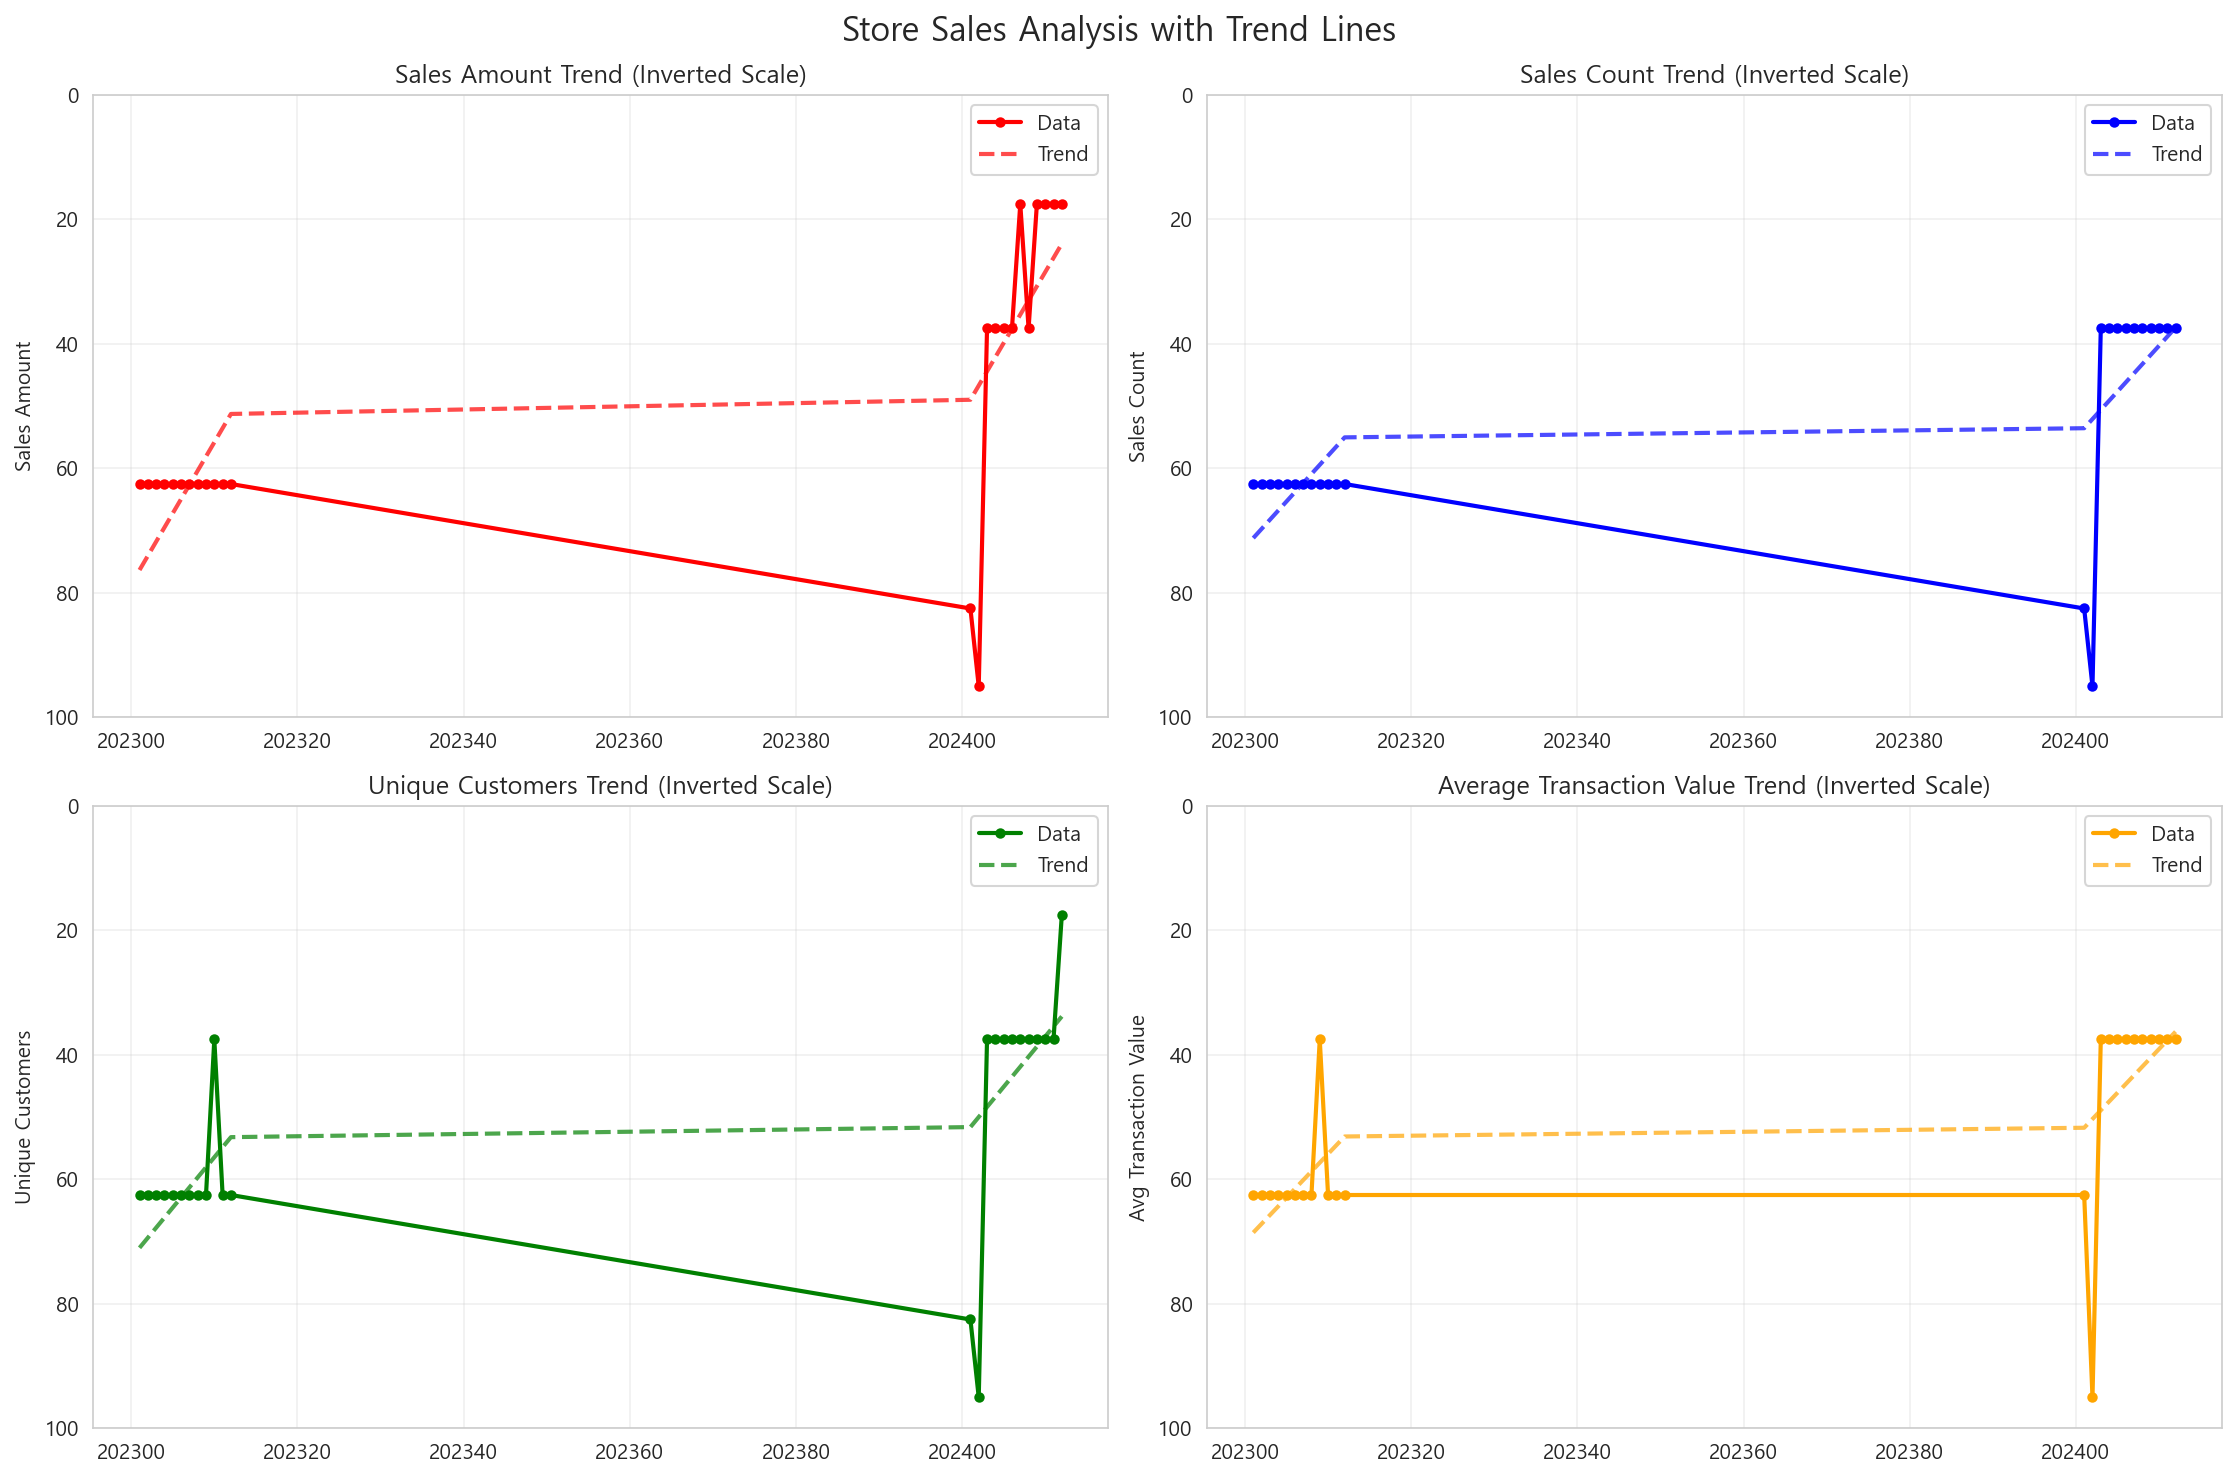 Store Sales Analysis with Trend Lines
Sales Amount Trend (Inverted Scale)
Sales Amount
0
20
40
60
80
100
202300 202320 202340 202360 202380 202400
Data
Trend
Sales Count Trend (Inverted Scale)
Sales Count
0
20
40
60
80
100
202300 202320 202340 202360 202380 202400
Data
Trend
Unique Customers Trend (Inverted Scale)
Unique Customers
0
20
40
60
80
100
202300 202320 202340 202360 202380 202400
Data
Trend
Average Transaction Value Trend (Inverted Scale)
Avg Transaction Value
0
20
40
60
80
100
202300 202320 202340 202360 202380 202400
Data
Trend